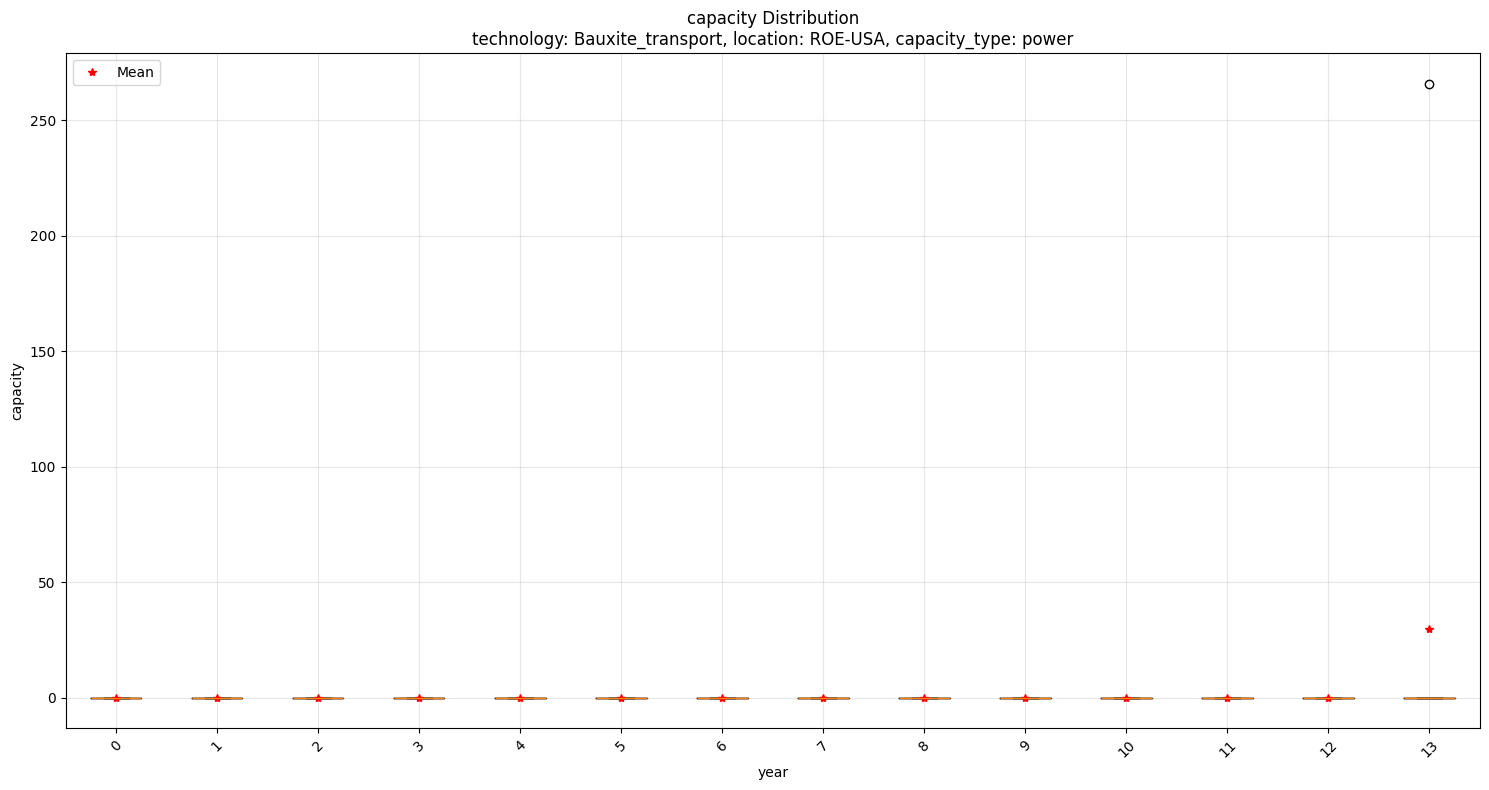 capacity Distribution
technology: Bauxite_transport, location: ROE-USA, capacity_type: power
Mean
capacity
250
200
150
100
50
0
0 1 2 3 4 5 6 7 8 9 10 11 12 13
year